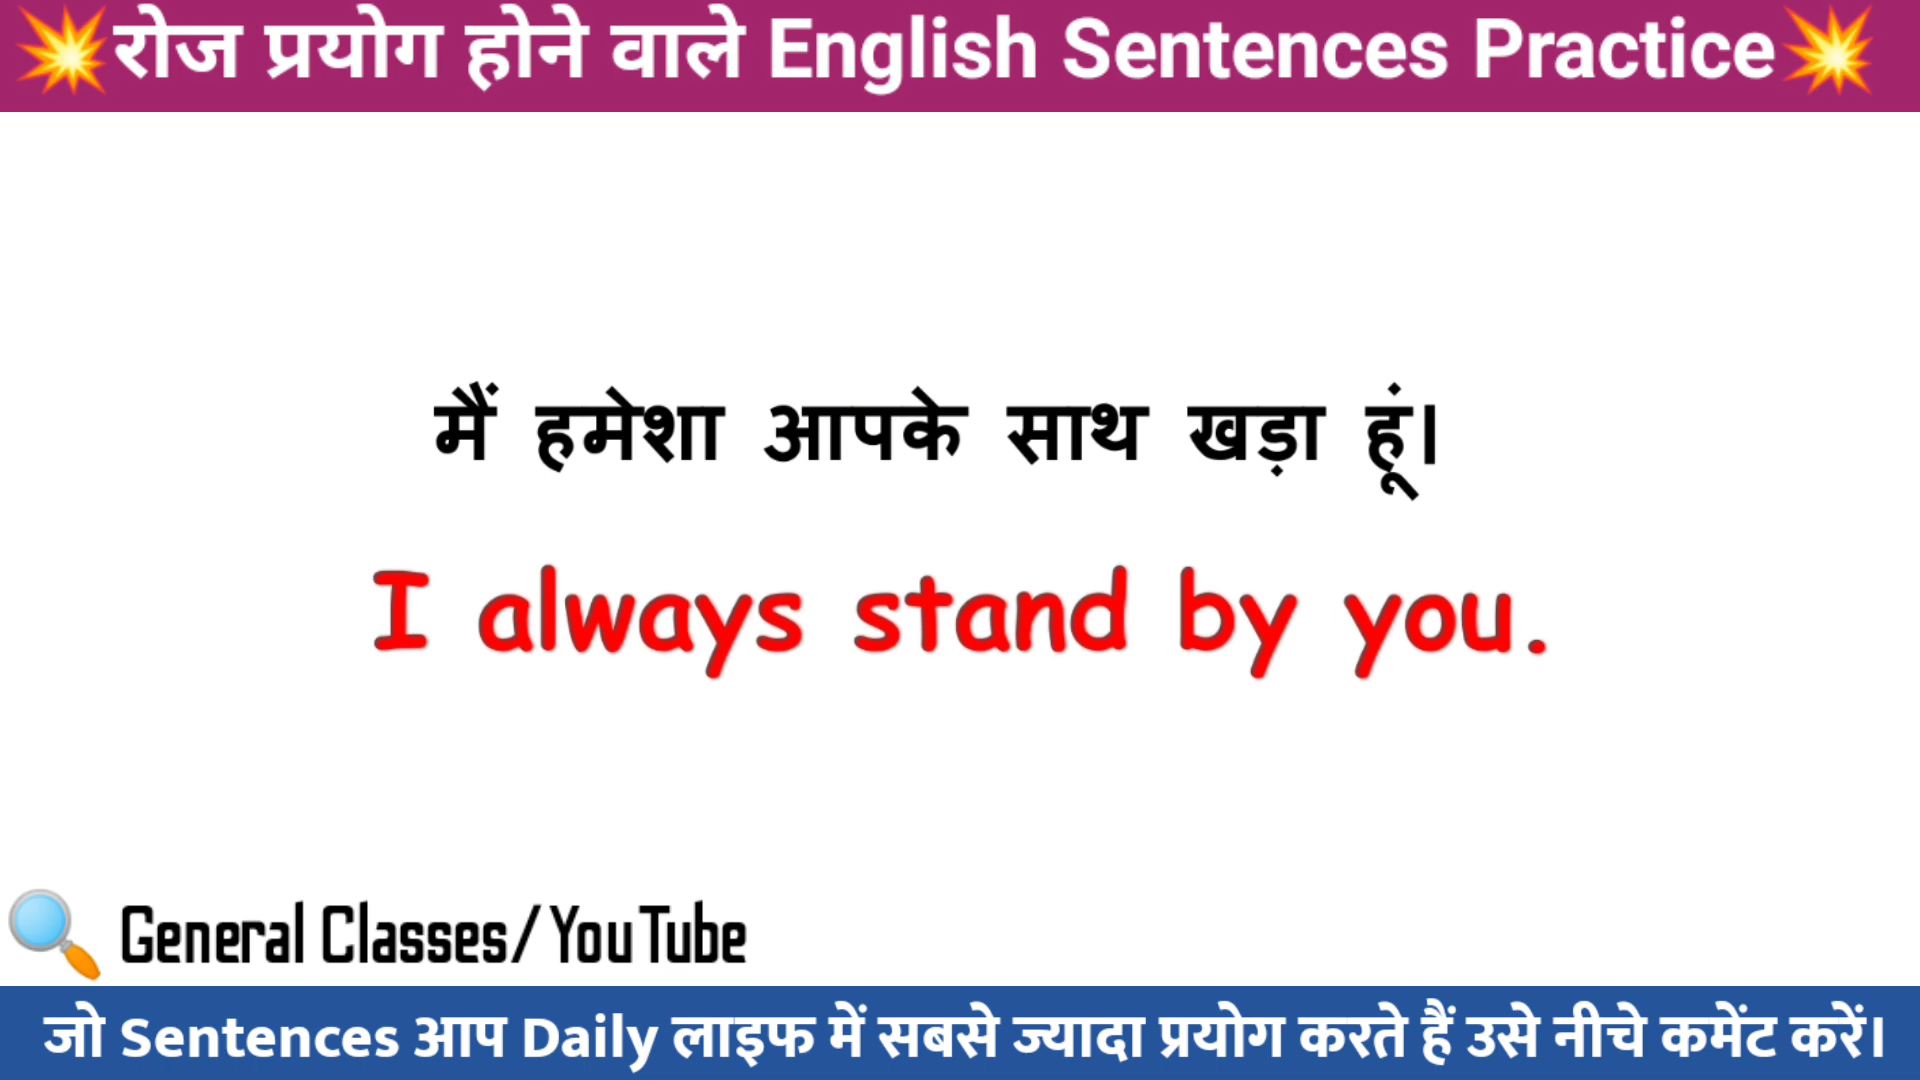 💥रोज प्रयोग होने वाले English Sentences Practice💥
मैं हमेशा आपके साथ खड़ा हूं।
I always stand by you.
General Classes/YouTube
जो Sentences आप Daily लाइफ में सबसे ज्यादा प्रयोग करते हैं उसे नीचे कमेंट करें।